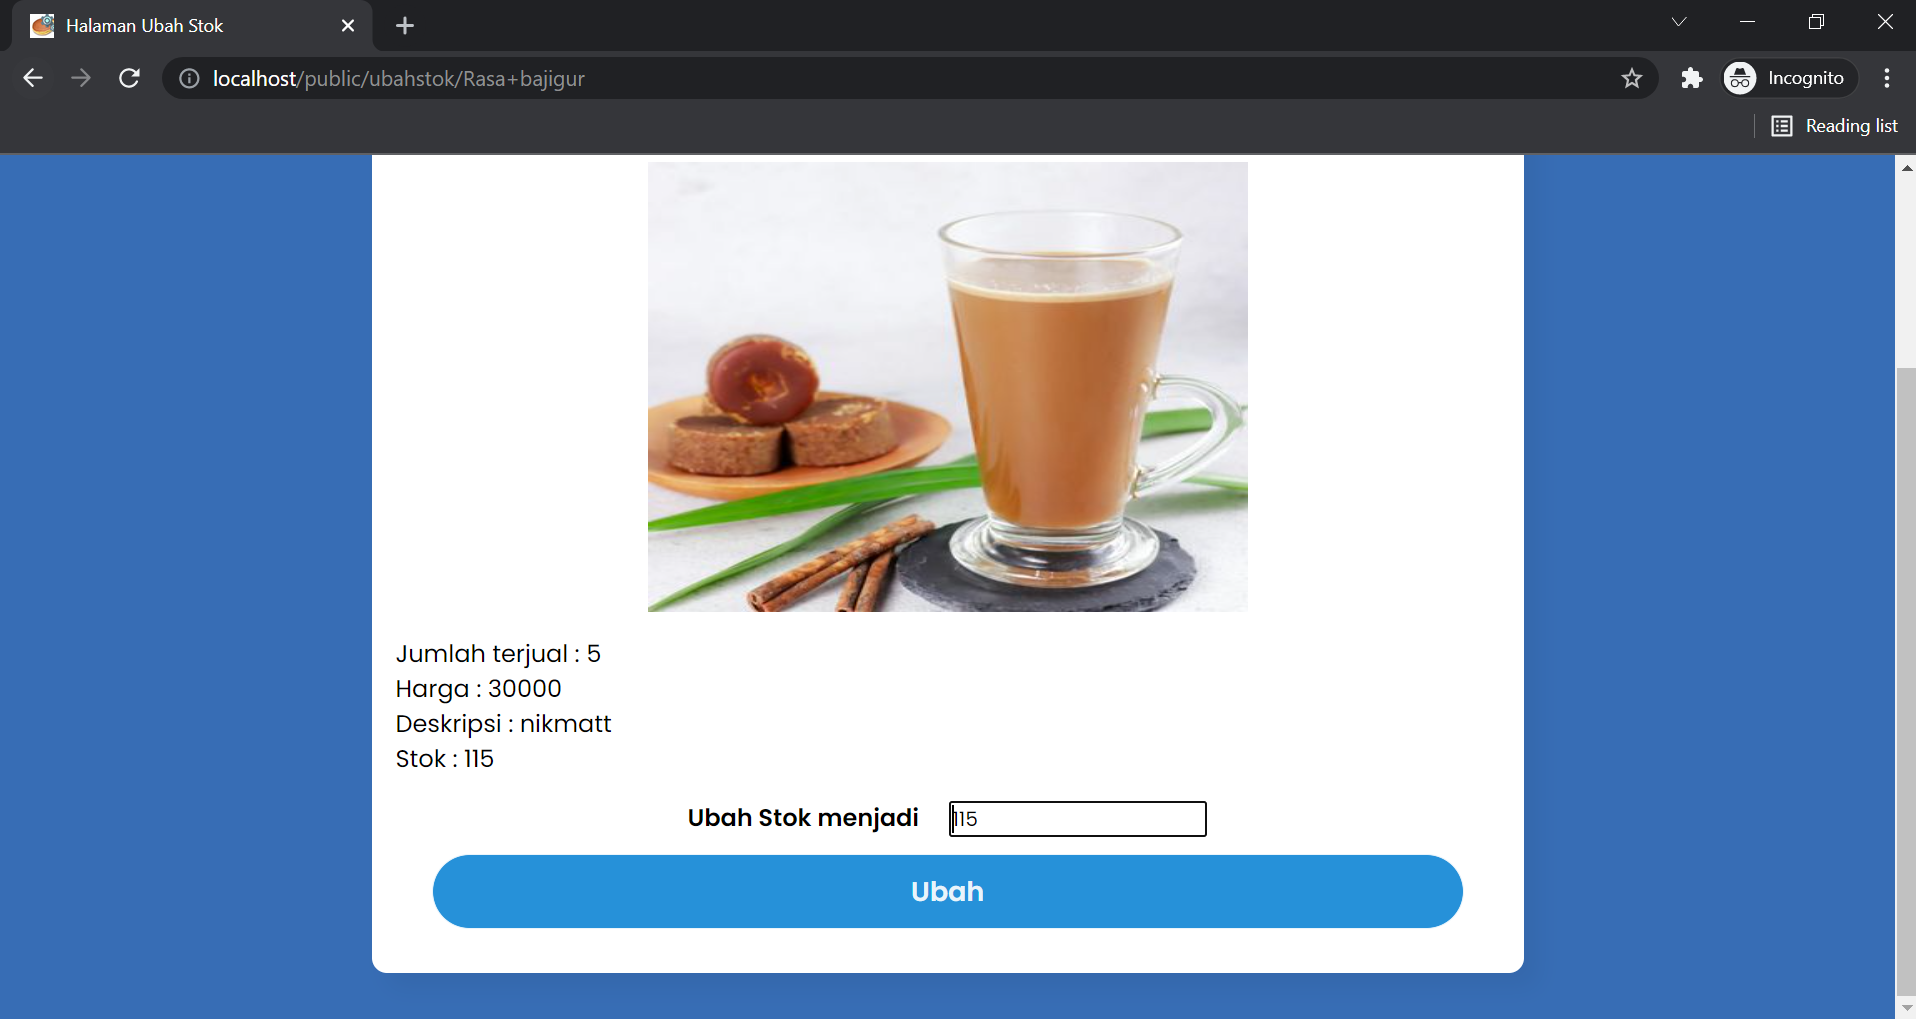 Halaman Ubah Stok
localhost/public/ubahstok/Rasa+bajigur
Incognito
Reading list
Jumlah terjual : 5
Harga : 30000
Deskripsi : nikmatt
Stok : 115
Ubah Stok menjadi 115
Ubah